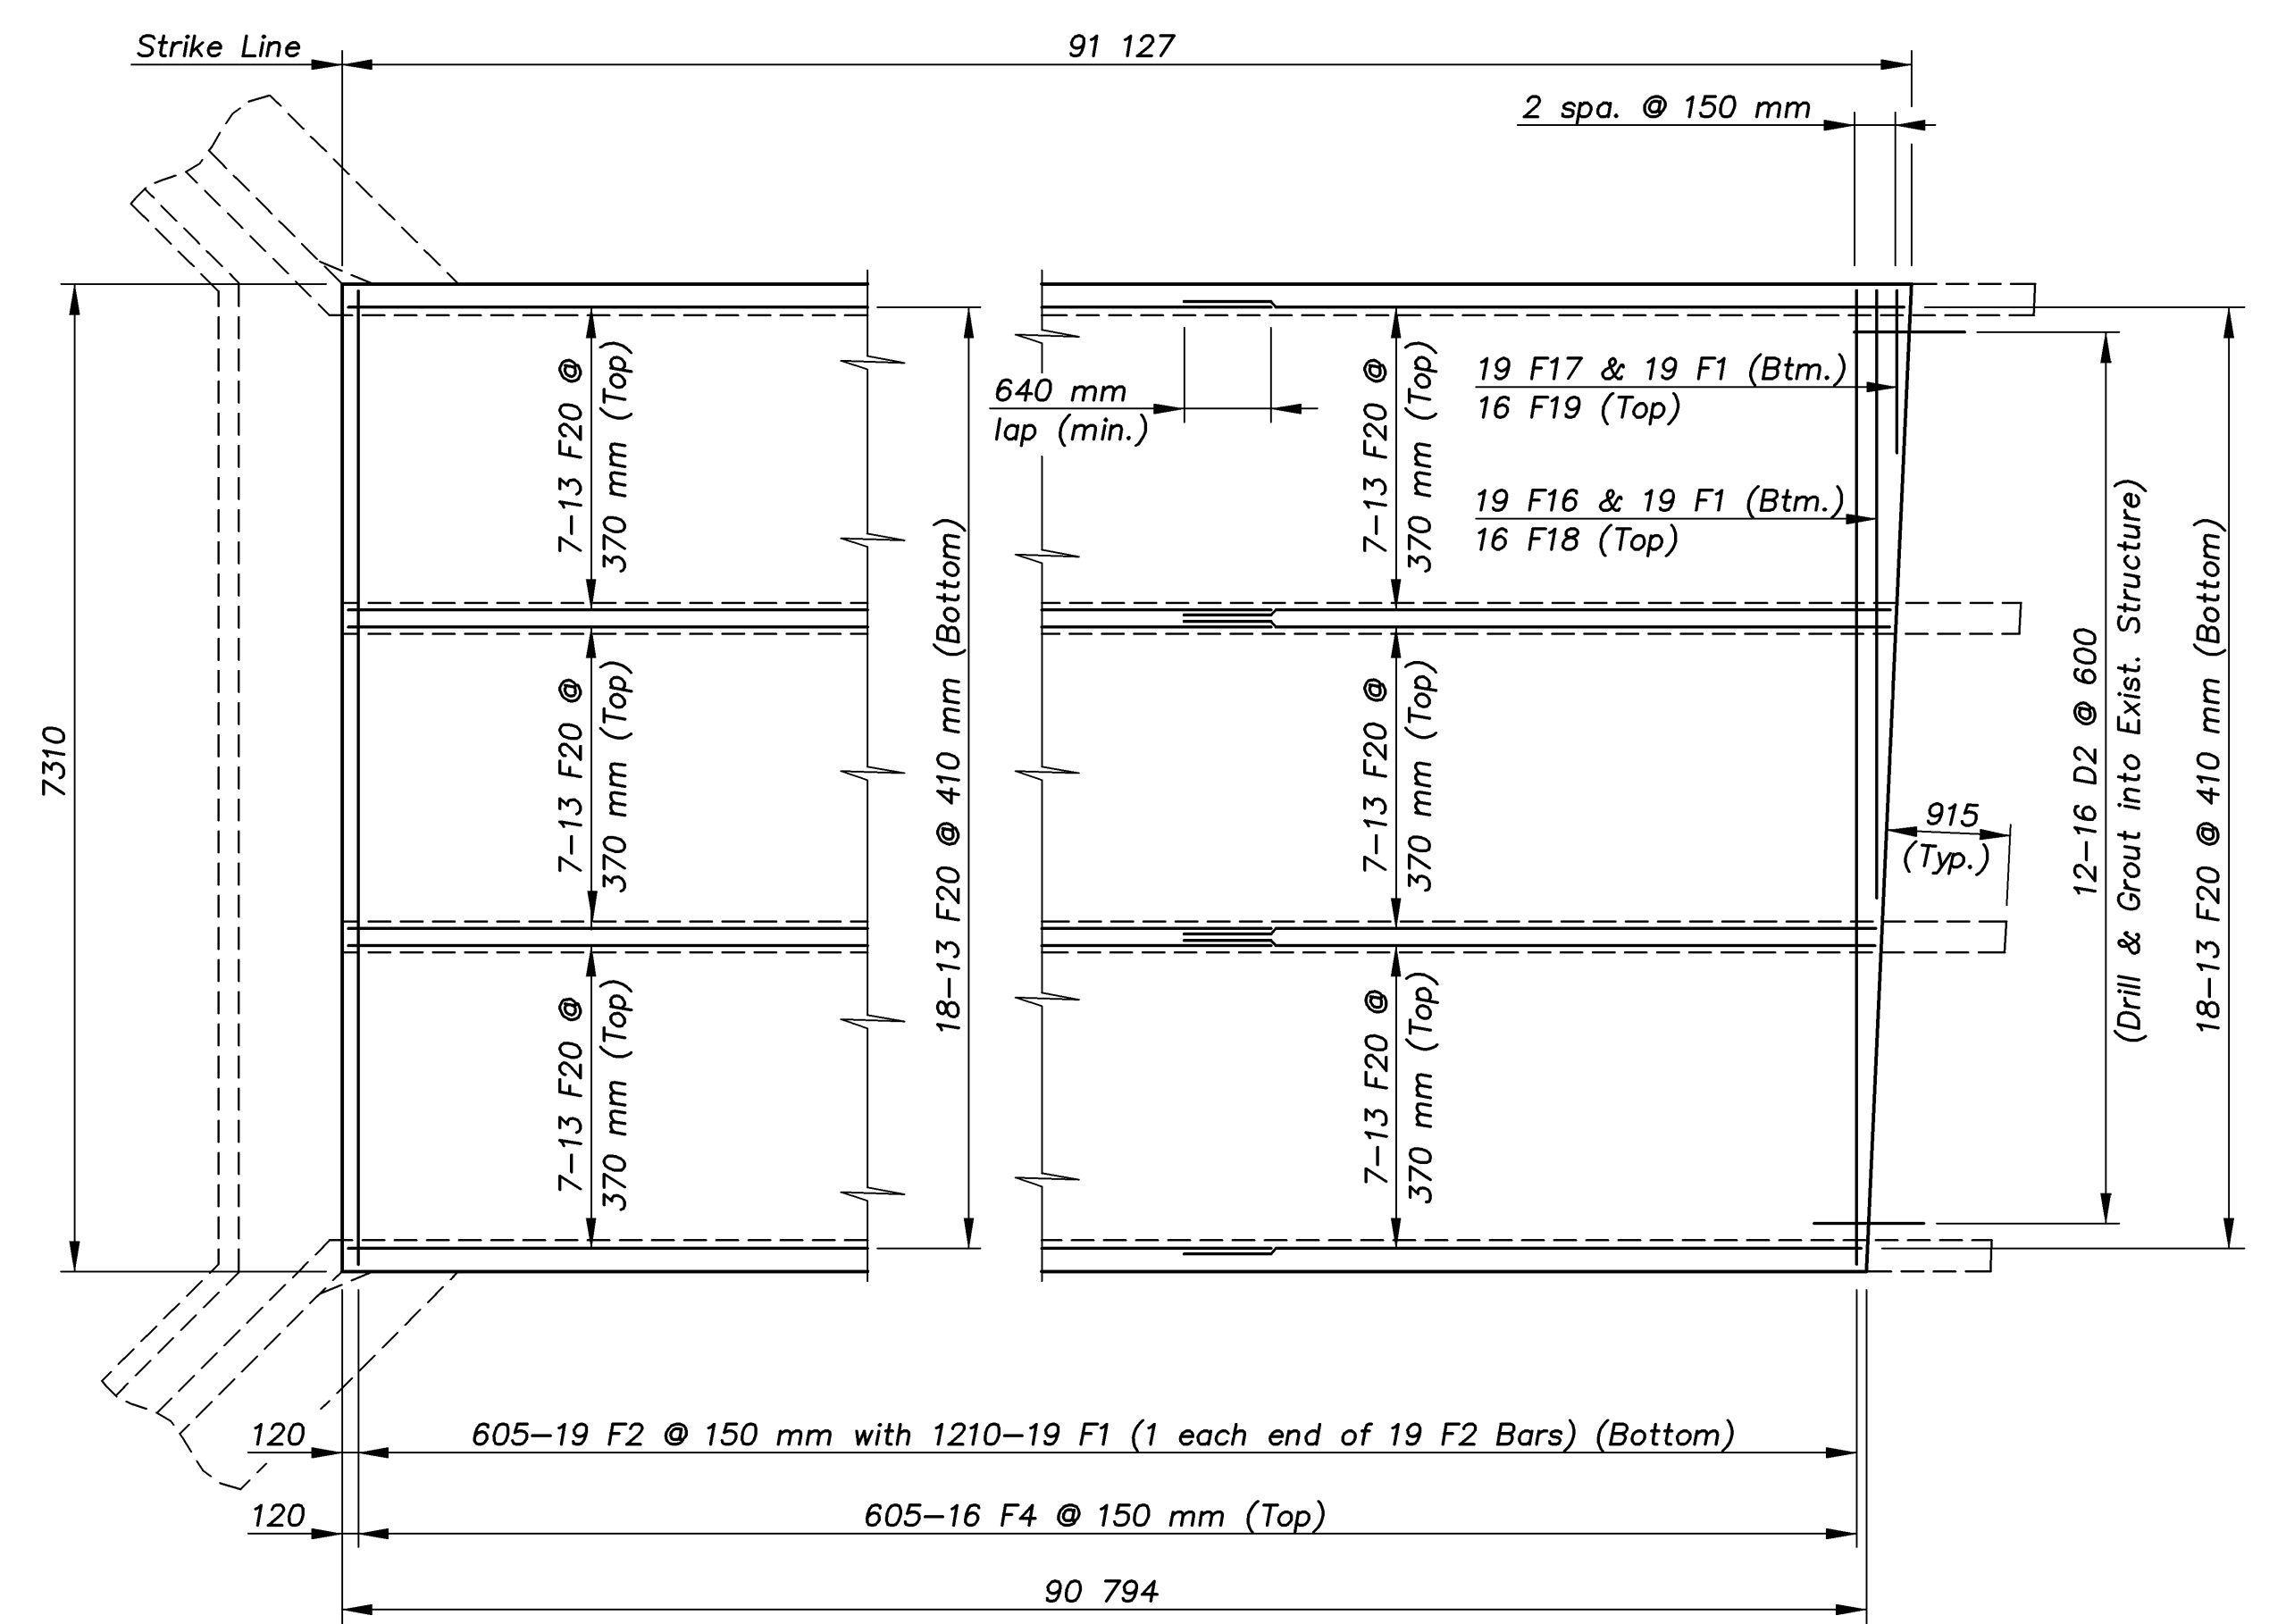 Strike Line
91 127
2 spa. @ 150 mm
7-13 F20 @
370 mm (Top)
640 mm
lap (min.)
7-13 F20 @
370 mm (Top)
19 F17 & 19 F1 (Btm.)
16 F19 (Top)
19 F16 & 19 F1 (Btm.)
16 F18 (Top)
7310
7-13 F20 @
370 mm (Top)
18-13 F20 @ 410 mm (Bottom)
7-13 F20 @
370 mm (Top)
915
(Typ.)
12-16 D2 @ 600
(Drill & Grout into Exist. Structure)
18-13 F20 @ 410 mm (Bottom)
7-13 F20 @
370 mm (Top)
7-13 F20 @
370 mm (Top)
120
605-19 F2 @ 150 mm with 1210-19 F1 (1 each end of 19 F2 Bars) (Bottom)
120
605-16 F4 @ 150 mm (Top)
90 794